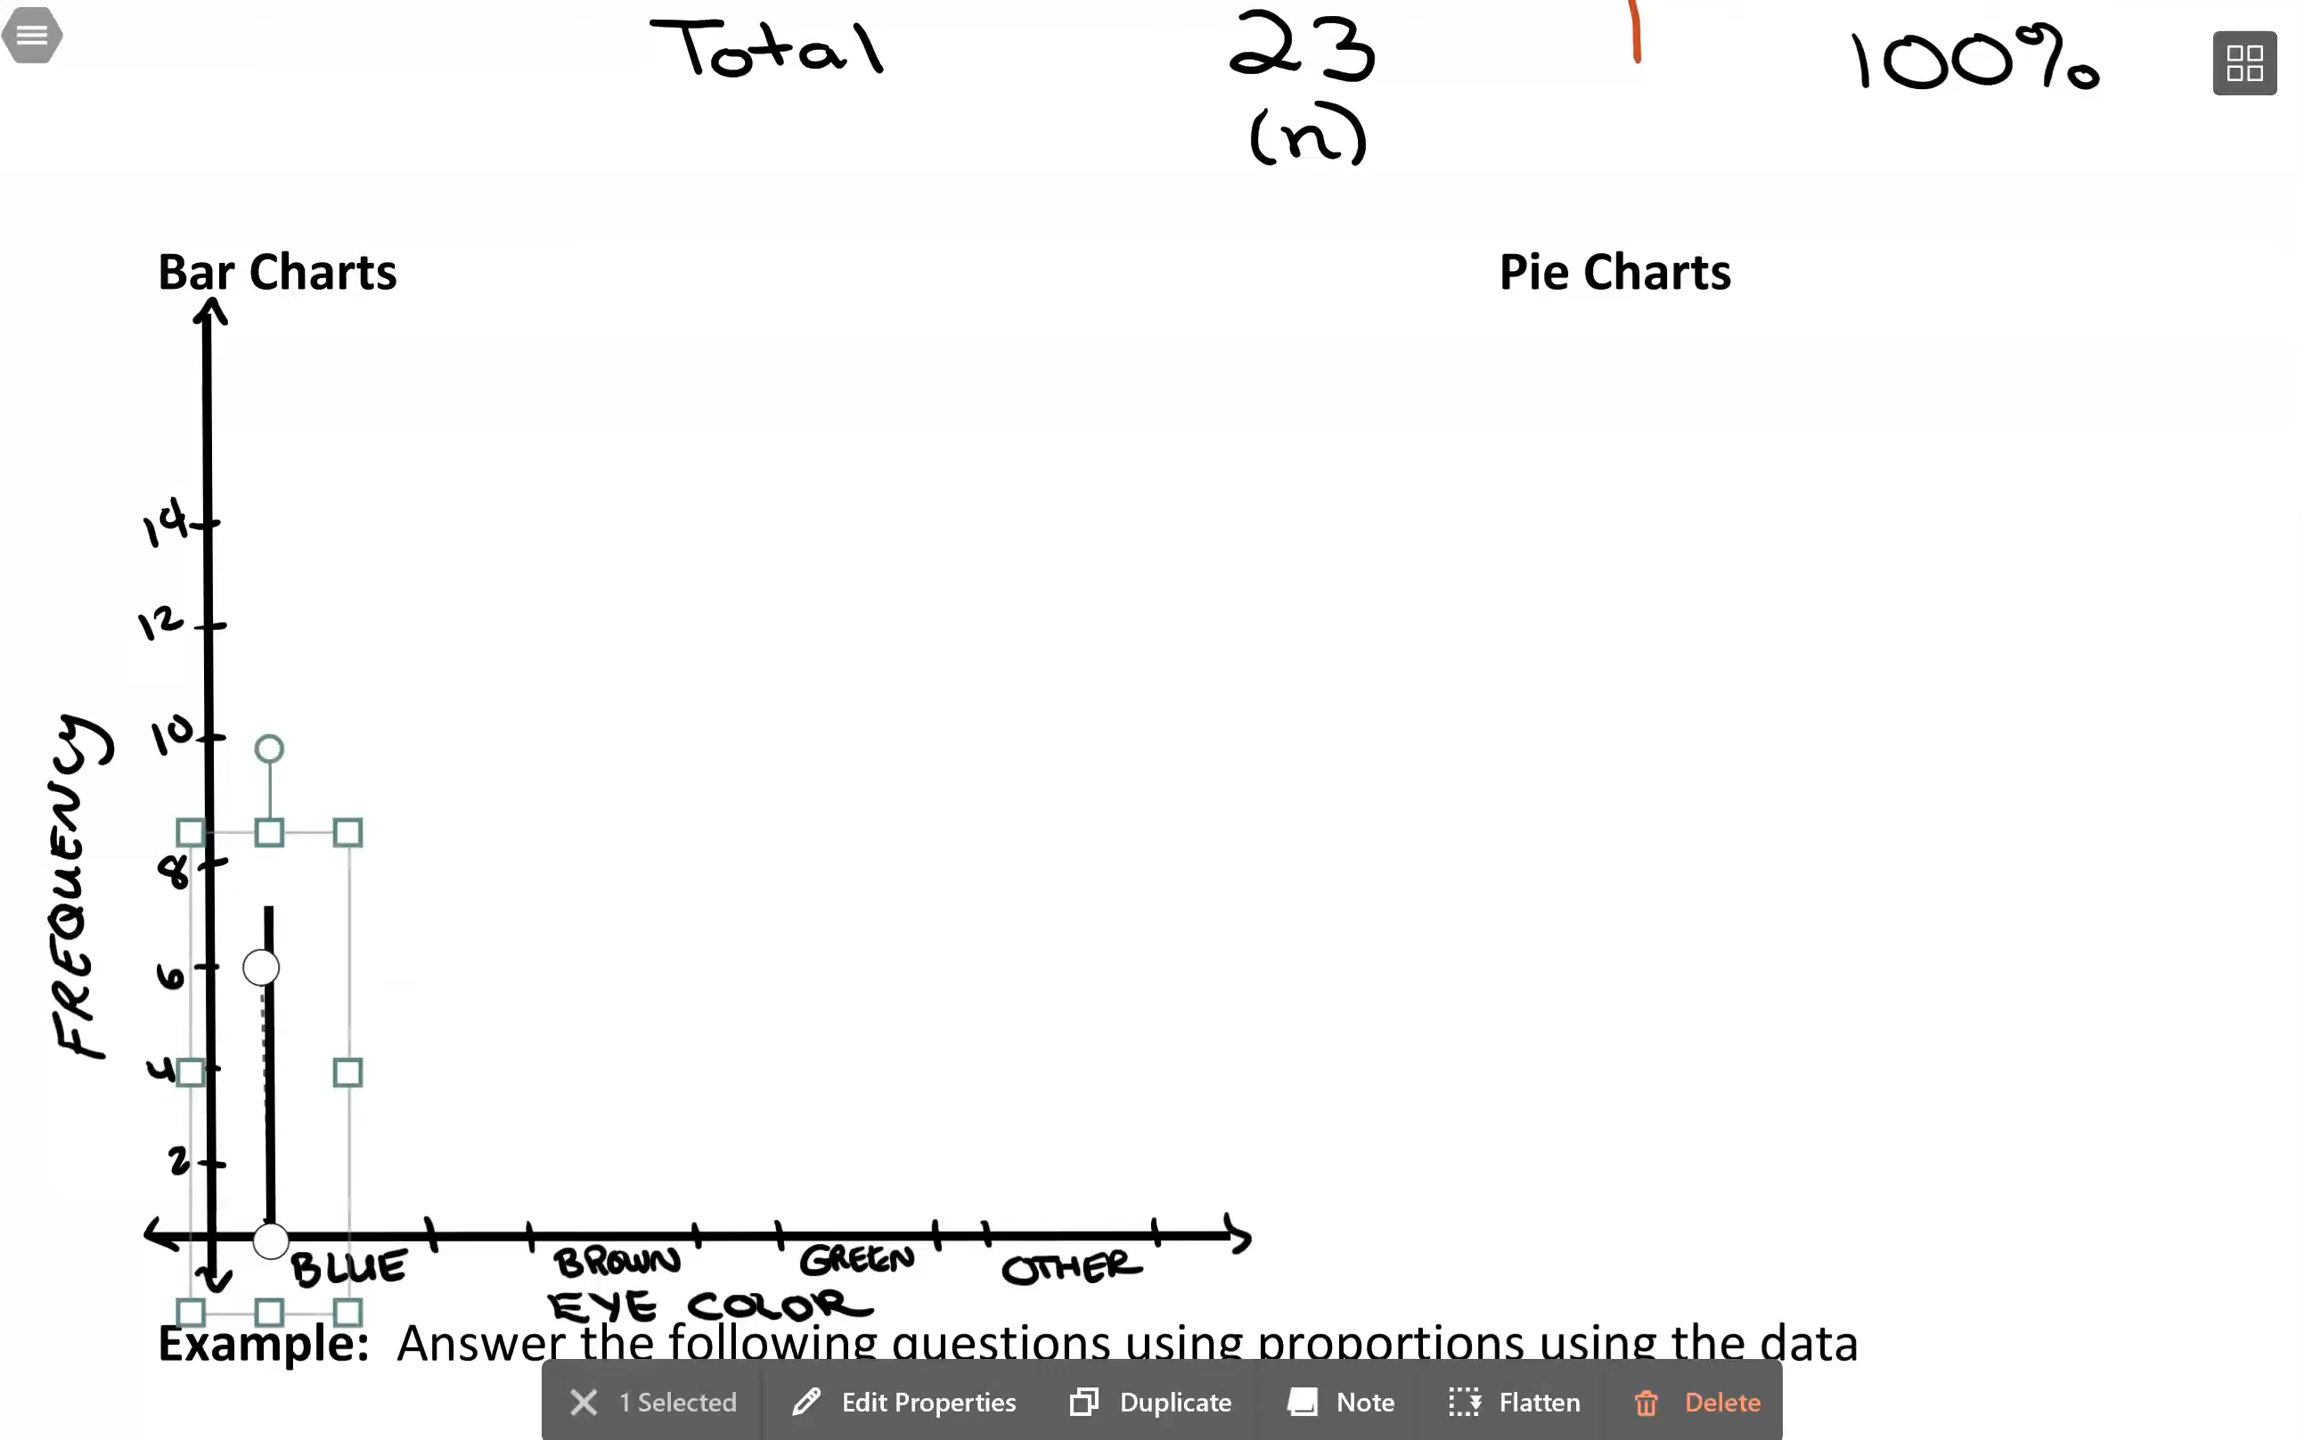 Total 23 100%
(n)
Bar Charts Pie Charts
14
12
10
8
6
4
2
FREQUENCY
BLUE BROWN GREEN OTHER
EYE COLOR
Example: Answer the following questions using proportions using the data
1 Selected Edit Properties Duplicate Note Flatten Delete